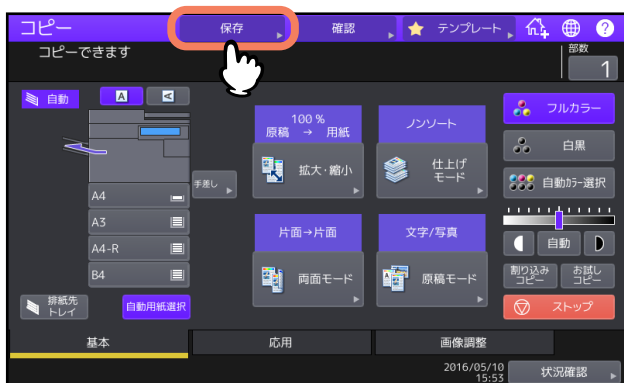 コピー
保存
確認
テンプレート
?
コピーできます
部数
1
自動
A
A
100 %
原稿 → 用紙
ノンソート
フルカラー
拡大・縮小
仕上げ
モード
白黒
手差し
自動カラー選択
A4
A3
A4-R
B4
片面→片面
文字/写真
自動
両面モード
原稿モード
割り込み
コピー
お試し
コピー
排紙先
トレイ
自動用紙選択
ストップ
基本
応用
画像調整
2016/05/10
15:53
状況確認